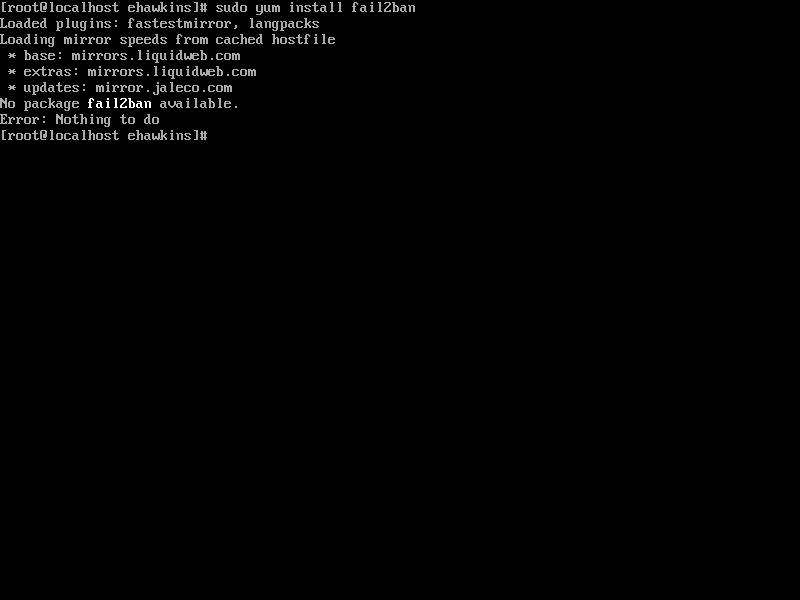 [root@localhost ehawkins]# sudo yum install fail2ban
Loaded plugins: fastestmirror, langpacks
Loading mirror speeds from cached hostfile
 * base: mirrors.liquidweb.com
 * extras: mirrors.liquidweb.com
 * updates: mirror.jaleco.com
No package fail2ban available.
Error: Nothing to do
[root@localhost ehawkins]#